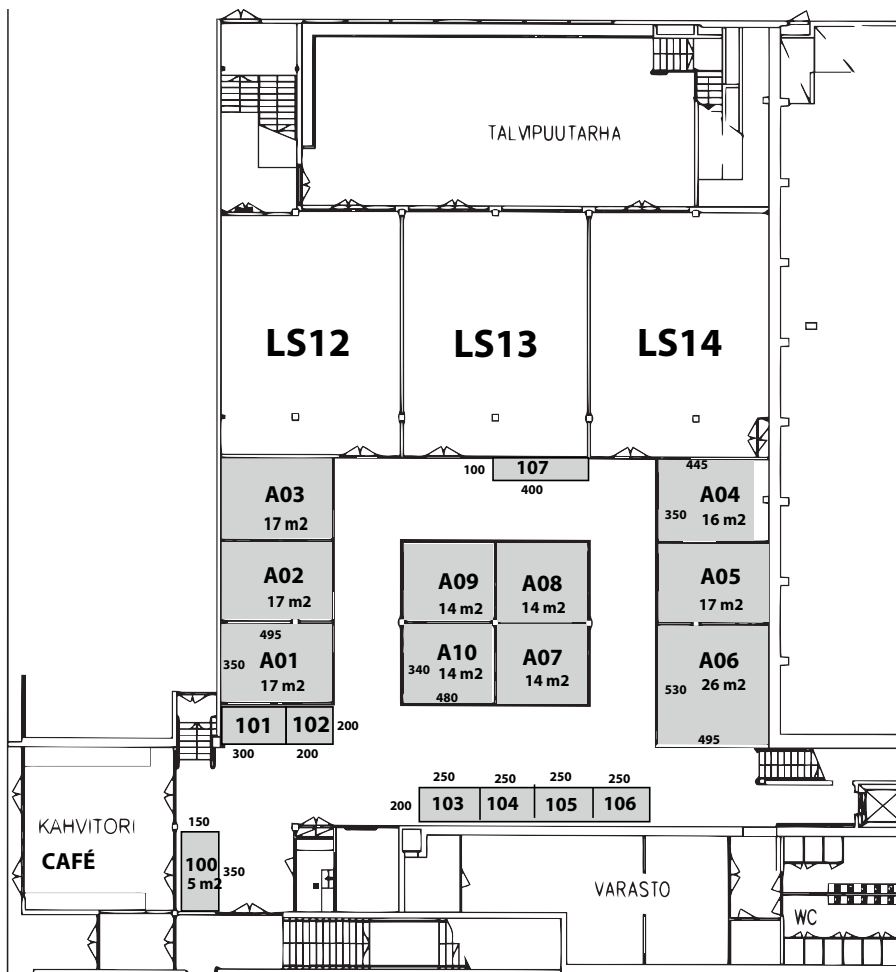 TALVIPUUTARHA
LS12 LS13 LS14
100 107 400
A03 17 m2
445 350 A04 16 m2
A02 17 m2
A09 14 m2
A08 14 m2
A05 17 m2
495 350 A01 17 m2
340 A10 14 m2 480
A07 14 m2
530 A06 26 m2 495
101 102 200
300 200
250 250 250 250
200 103 104 105 106
KAHVITORI
CAFÉ
150
100 350
5 m2
VARASTO
WC